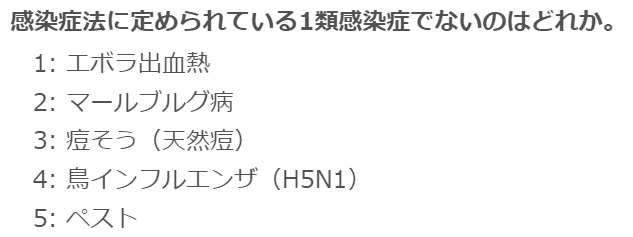 感染症法に定められている1類感染症でないのはどれか。
1: エボラ出血熱
2: マールブルグ病
3: 痘そう（天然痘）
4: 鳥インフルエンザ（H5N1）
5: ペスト